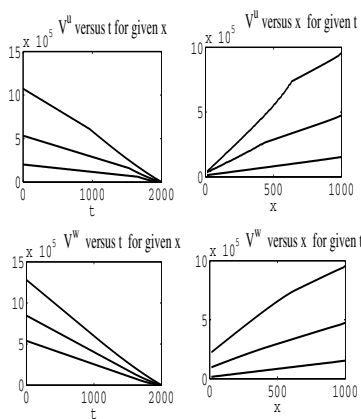 V^u versus t for given x
x 10^5
15
10
5
0
0 1000 2000
t
V^u versus x for given t
x 10^5
10
5
0
0 500 1000
x
V^w versus t for given x
x 10^5
15
10
5
0
0 1000 2000
t
V^w versus x for given t
x 10^5
10
5
0
0 500 1000
x